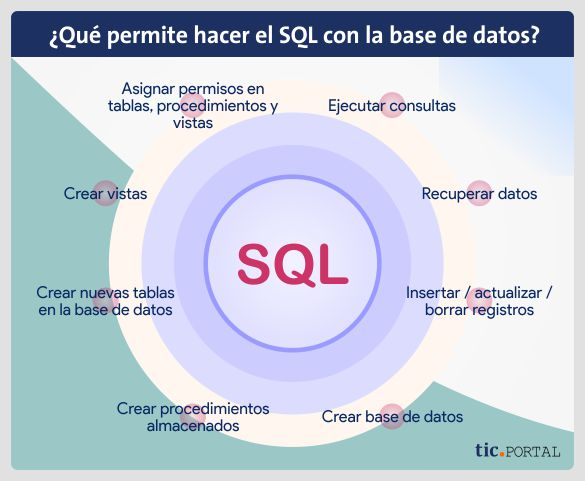 ¿Qué permite hacer el SQL con la base de datos?
Asignar permisos en
tablas, procedimientos y
vistas
Ejecutar consultas
Crear vistas
Recuperar datos
SQL
Crear nuevas tablas
en la base de datos
Insertar / actualizar /
borrar registros
Crear procedimientos
almacenados
Crear base de datos
tic.PORTAL